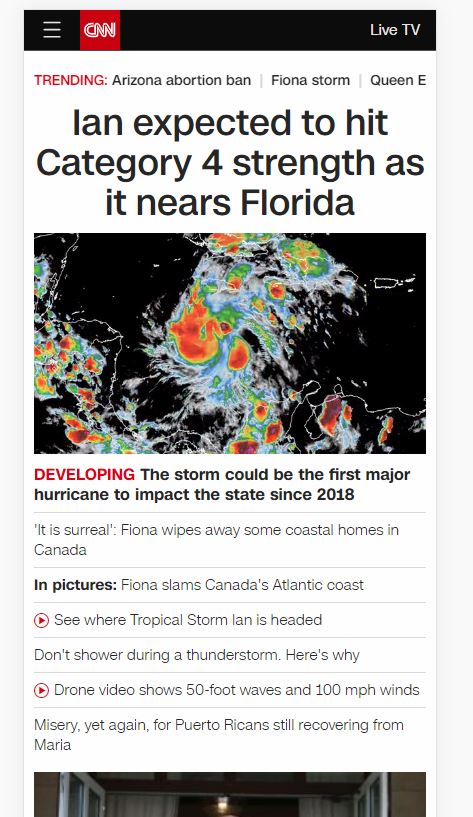 CNN
Live TV
TRENDING: Arizona abortion ban | Fiona storm | Queen E
Ian expected to hit
Category 4 strength as
it nears Florida
DEVELOPING The storm could be the first major
hurricane to impact the state since 2018
'It is surreal': Fiona wipes away some coastal homes in
Canada
In pictures: Fiona slams Canada's Atlantic coast
See where Tropical Storm Ian is headed
Don't shower during a thunderstorm. Here's why
Drone video shows 50-foot waves and 100 mph winds
Misery, yet again, for Puerto Ricans still recovering from
Maria